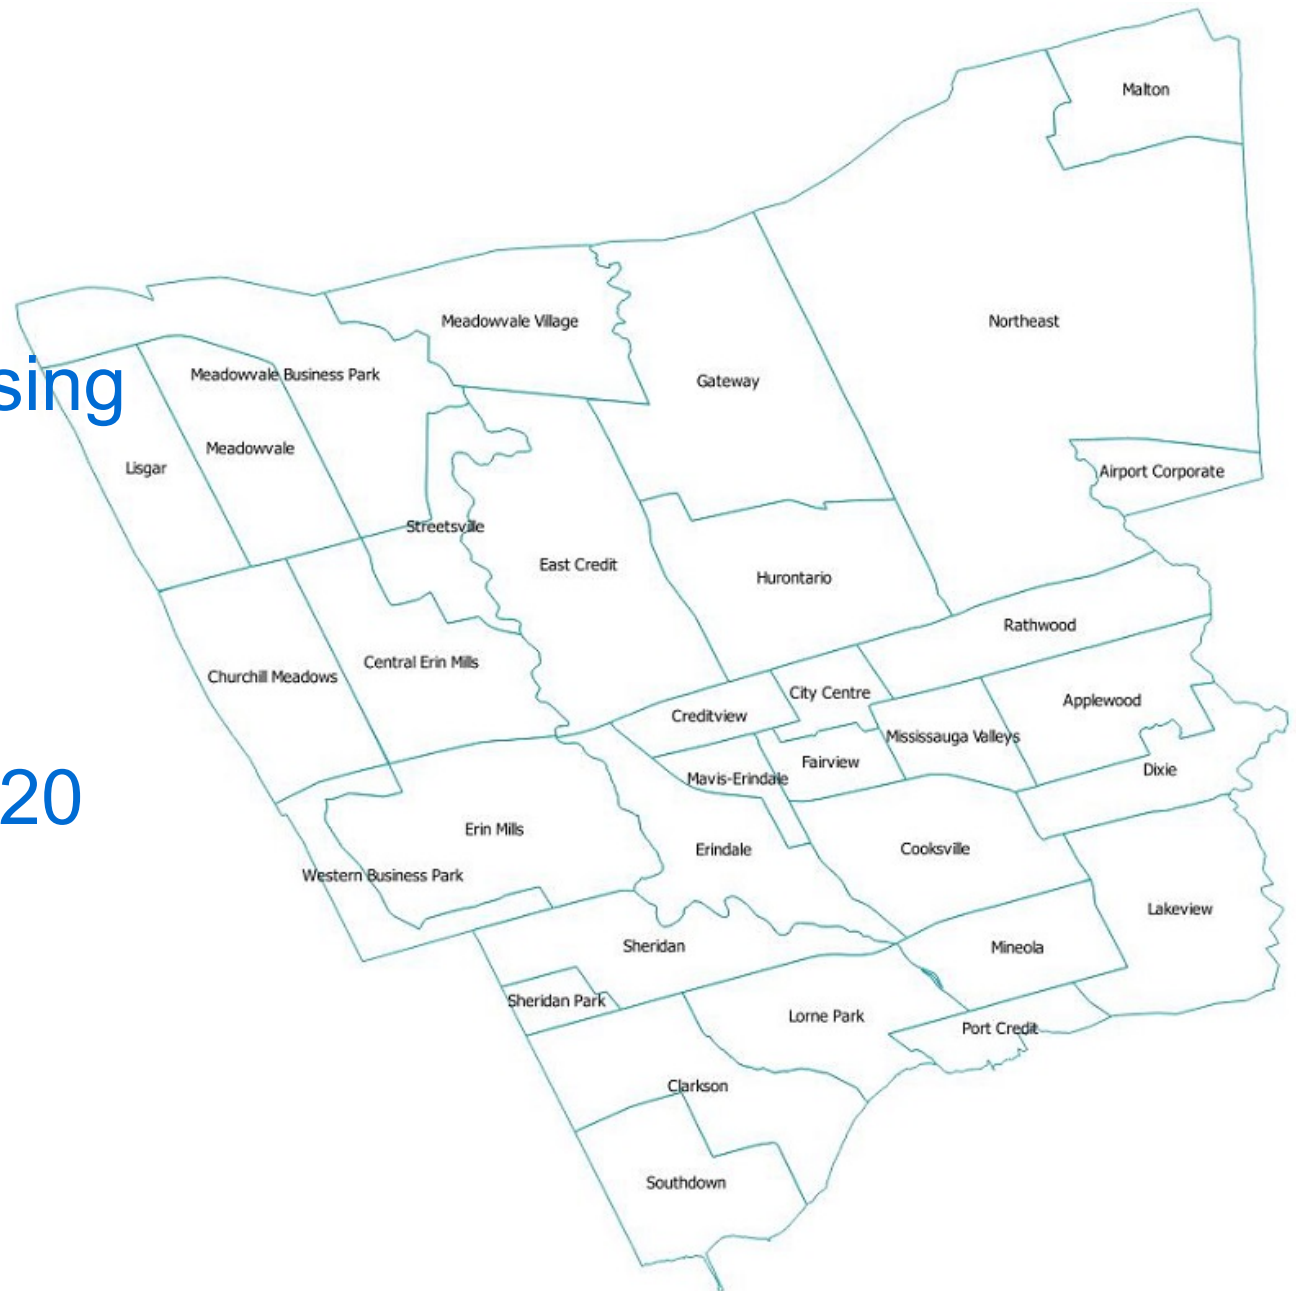 Malton
Meadowvale Village
Northeast
Meadowvale Business Park
Gateway
sing
Meadowvale
Lisgar
Airport Corporate
Streetsville
East Credit
Hurontario
Rathwood
Central Erin Mills
Churchill Meadows
City Centre
Applewood
Creditview
Mississauga Valleys
Fairview
Dixie
Mavis-Erindale
20
Erin Mills
Erindale
Cooksville
Western Business Park
Lakeview
Sheridan
Mineola
Sheridan Park
Lorne Park
Port Credit
Clarkson
Southdown